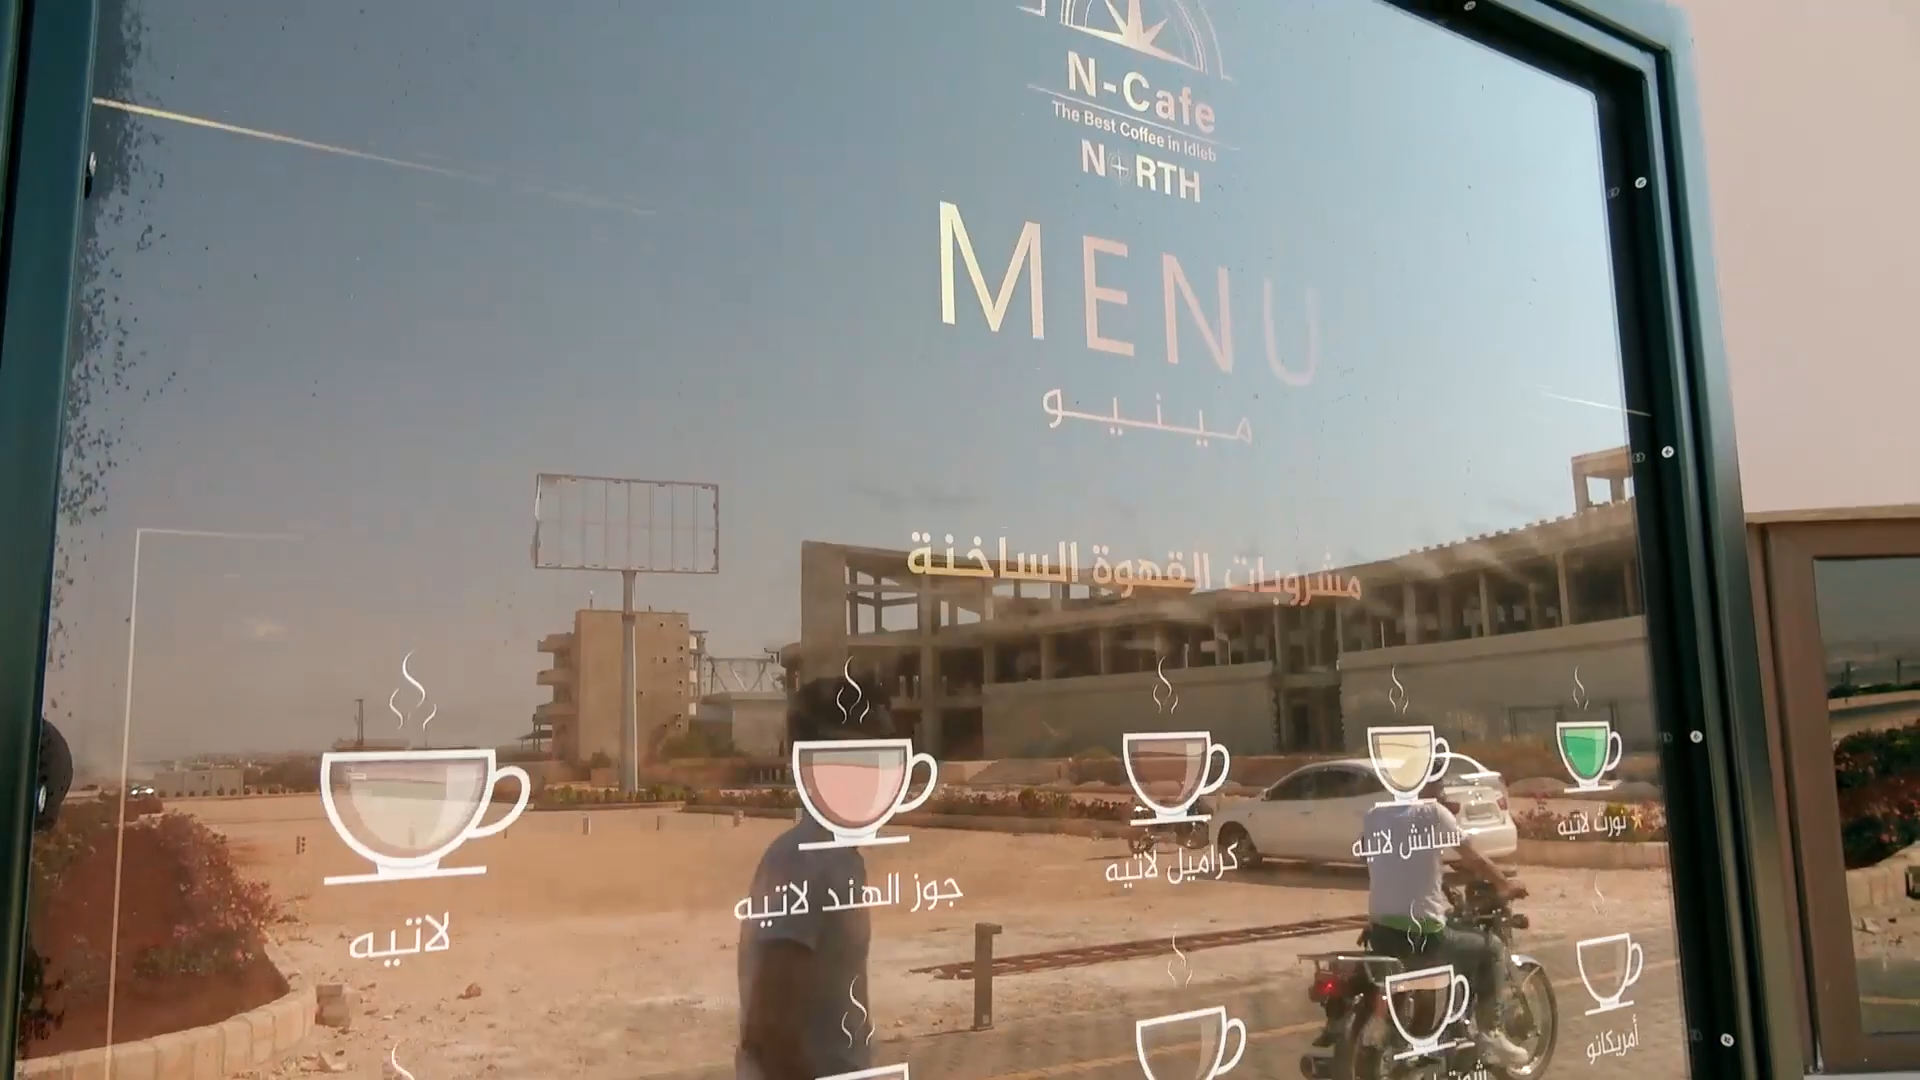 N-Cafe
The Best Coffee in Idleb
NORTH
MENU
مينيو
مشروبات القهوة الساخنة
نورث لاتيه
سبانش لاتيه
كراميل لاتيه
جوز الهند لاتيه
لاتيه
أمريكانو